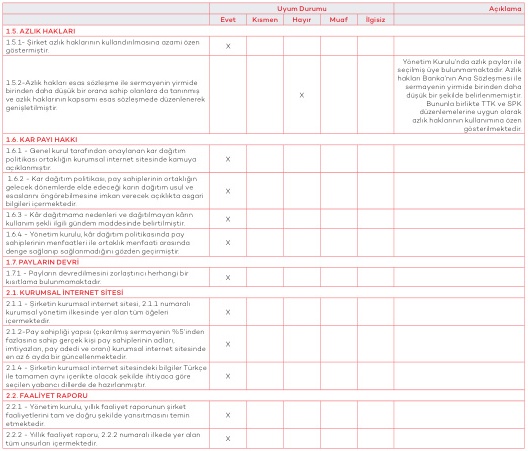 Uyum Durumu Açıklama
Evet Kısmen Hayır Muaf İlgisiz
1.5. AZLIK HAKLARI
1.5.1- Şirket azlık haklarının kullandırılmasına azami özen
göstermiştir. X
1.5.2-Azlık hakları esas sözleşme ile sermayenin yirmide
birinden daha düşük bir orana sahip olanlara da tanınmış
ve azlık haklarının kapsamı esas sözleşmede düzenlenerek
genişletilmiştir.
X
Yönetim Kurulu'nda azlık payları ile
seçilmiş üye bulunmamaktadır. Azlık
hakları Banka'nın Ana Sözleşmesi ile
sermayenin yirmide birinden daha
düşük bir şekilde belirlenmemiştir.
Bununla birlikte TTK ve SPK
düzenlemelerine uygun olarak
azlık haklarının kullanımına özen
gösterilmektedir.
1.6. KAR PAYI HAKKI
1.6.1 - Genel kurul tarafından onaylanan kar dağıtım
politikası ortaklığın kurumsal internet sitesinde kamuya
açıklanmıştır.
X
1.6.2 - Kar dağıtım politikası, pay sahiplerinin ortaklığın
gelecek dönemlerde elde edeceği karın dağıtım usul ve
esaslarını öngörebilmesine imkan verecek açıklıkta asgari
bilgileri içermektedir.
X
1.6.3 - Kâr dağıtmama nedenleri ve dağıtılmayan kârın
kullanım şekli ilgili gündem maddesinde belirtilmiştir. X
1.6.4 - Yönetim kurulu, kâr dağıtım politikasında pay
sahiplerinin menfaatleri ile ortaklık menfaati arasında
denge sağlanıp sağlanmadığını gözden geçirmiştir.
X
1.7. PAYLARIN DEVRİ
1.7.1 - Payların devredilmesini zorlaştırıcı herhangi bir
kısıtlama bulunmamaktadır. X
2.1. KURUMSAL İNTERNET SİTESİ
2.1.1 - Şirketin kurumsal internet sitesi, 2.1.1 numaralı
kurumsal yönetim ilkesinde yer alan tüm öğeleri
içermektedir.
X
2.1.2-Pay sahipliği yapısı (çıkarılmış sermayenin %5'inden
fazlasına sahip gerçek kişi pay sahiplerinin adları,
imtiyazları, pay adedi ve oranı) kurumsal internet sitesinde
en az 6 ayda bir güncellenmektedir.
X
2.1.4 - Şirketin kurumsal internet sitesindeki bilgiler Türkçe
ile tamamen aynı içerikte olacak şekilde ihtiyaca göre
seçilen yabancı dillerde de hazırlanmıştır.
X
2.2. FAALİYET RAPORU
2.2.1 - Yönetim kurulu, yıllık faaliyet raporunun şirket
faaliyetlerini tam ve doğru şekilde yansıtmasını temin
etmektedir.
X
2.2.2 - Yıllık faaliyet raporu, 2.2.2 numaralı ilkede yer alan
tüm unsurları içermektedir. X